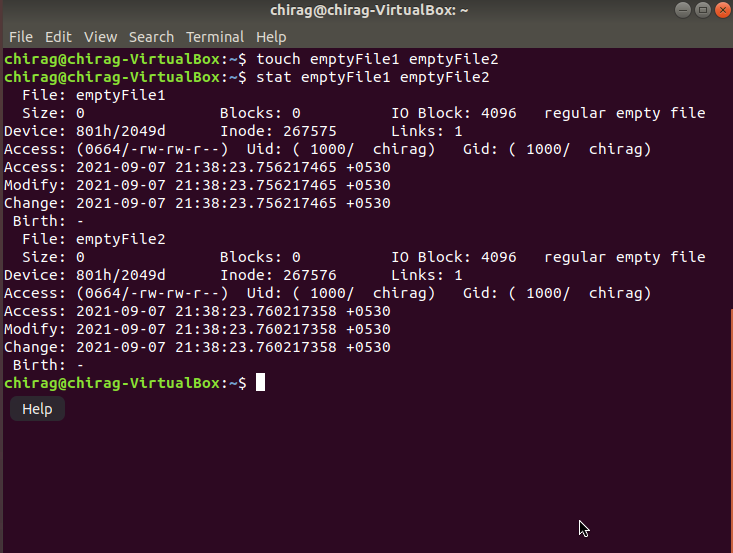 chirag@chirag-VirtualBox: ~
File Edit View Search Terminal Help
chirag@chirag-VirtualBox:~$ touch emptyFile1 emptyFile2
chirag@chirag-VirtualBox:~$ stat emptyFile1 emptyFile2
  File: emptyFile1
  Size: 0               Blocks: 0          IO Block: 4096   regular empty file
Device: 801h/2049d      Inode: 267575      Links: 1
Access: (0664/-rw-rw-r--)  Uid: ( 1000/  chirag)   Gid: ( 1000/  chirag)
Access: 2021-09-07 21:38:23.756217465 +0530
Modify: 2021-09-07 21:38:23.756217465 +0530
Change: 2021-09-07 21:38:23.756217465 +0530
 Birth: -
  File: emptyFile2
  Size: 0               Blocks: 0          IO Block: 4096   regular empty file
Device: 801h/2049d      Inode: 267576      Links: 1
Access: (0664/-rw-rw-r--)  Uid: ( 1000/  chirag)   Gid: ( 1000/  chirag)
Access: 2021-09-07 21:38:23.760217358 +0530
Modify: 2021-09-07 21:38:23.760217358 +0530
Change: 2021-09-07 21:38:23.760217358 +0530
 Birth: -
chirag@chirag-VirtualBox:~$
Help